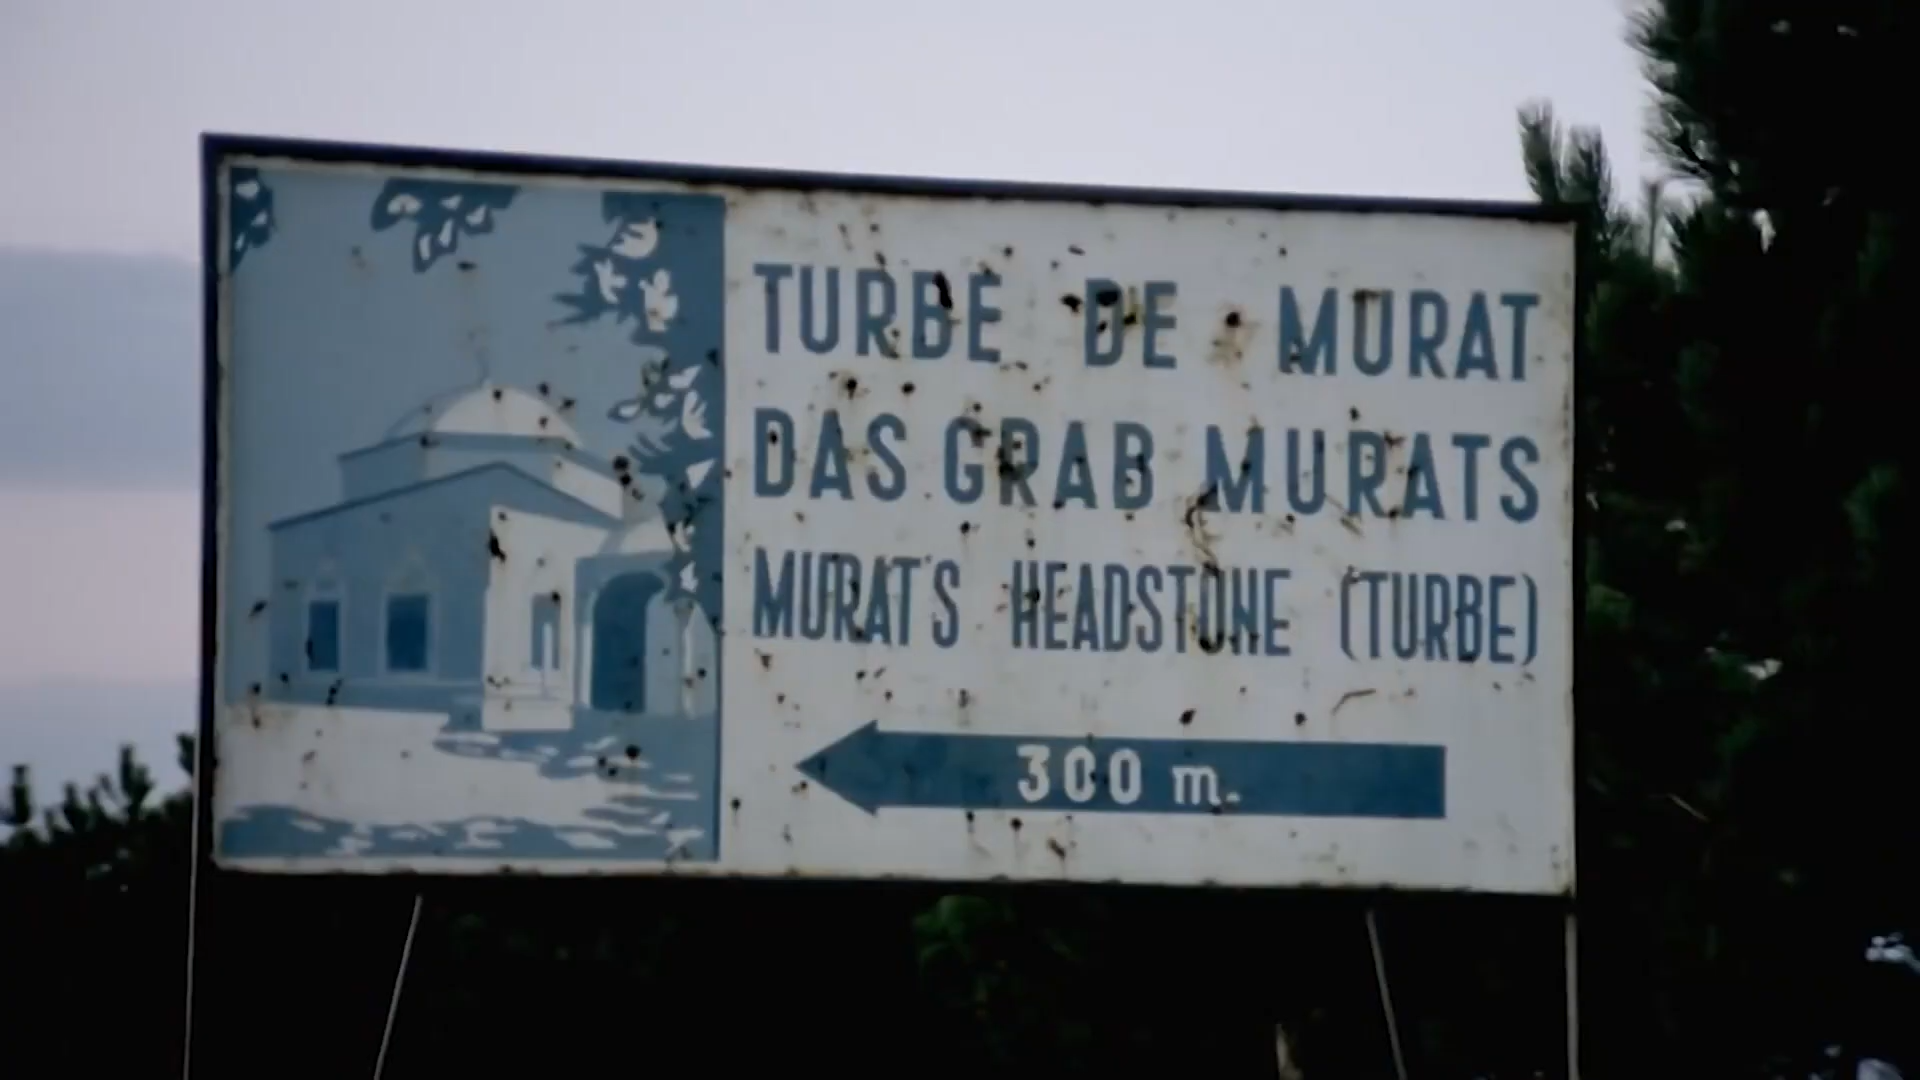 TURBE DE MURAT
DAS GRAB MURATS
MURAT'S HEADSTONE (TURBE)
300 m.